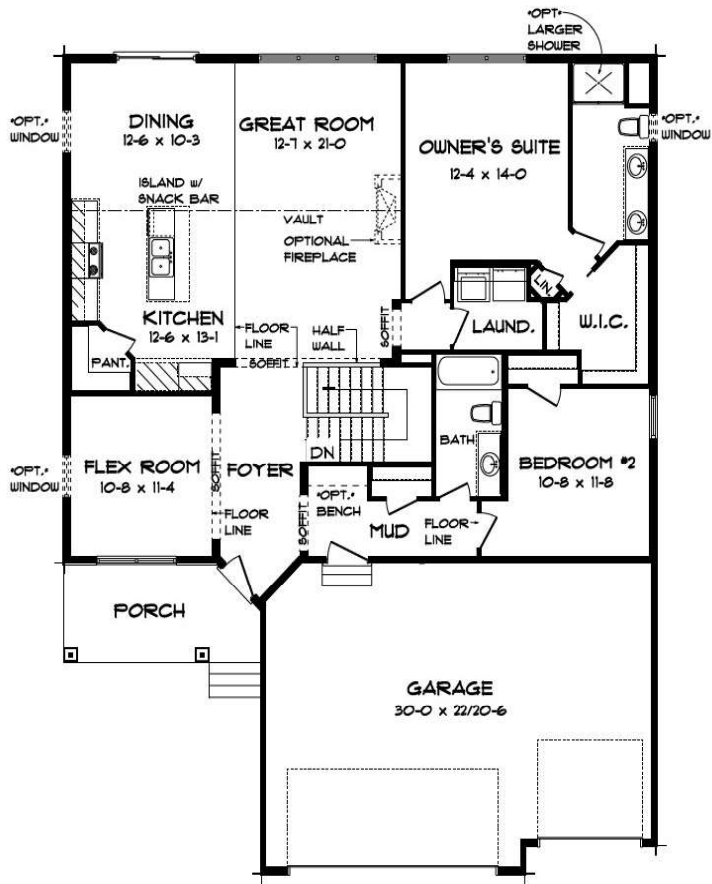 *OPT.*
LARGER
SHOWER
*OPT.*
WINDOW
DINING
12-6 x 10-3
GREAT ROOM
12-7 x 21-0
OWNER'S SUITE
12-4 x 14-0
*OPT.*
WINDOW
ISLAND w/
SNACK BAR
VAULT
OPTIONAL
FIREPLACE
LIN.
W.I.C.
LAUND.
SOFFIT
KITCHEN
12-6 x 13-1
FLOOR
LINE
HALF
WALL
SOFFIT
PANT.
DN
BATH
*OPT.*
WINDOW
FLEX ROOM
10-8 x 11-4
SOFFIT
FOYER
BEDROOM #2
10-8 x 11-8
*OPT.*
BENCH
FLOOR
LINE
SOFFIT
MUD
FLOOR
LINE
PORCH
GARAGE
30-0 x 22/20-6